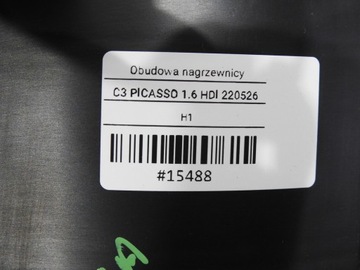 Obudowa nagrzewnicy
C3 PICASSO 1.6 HDI 220526
H1
#15488